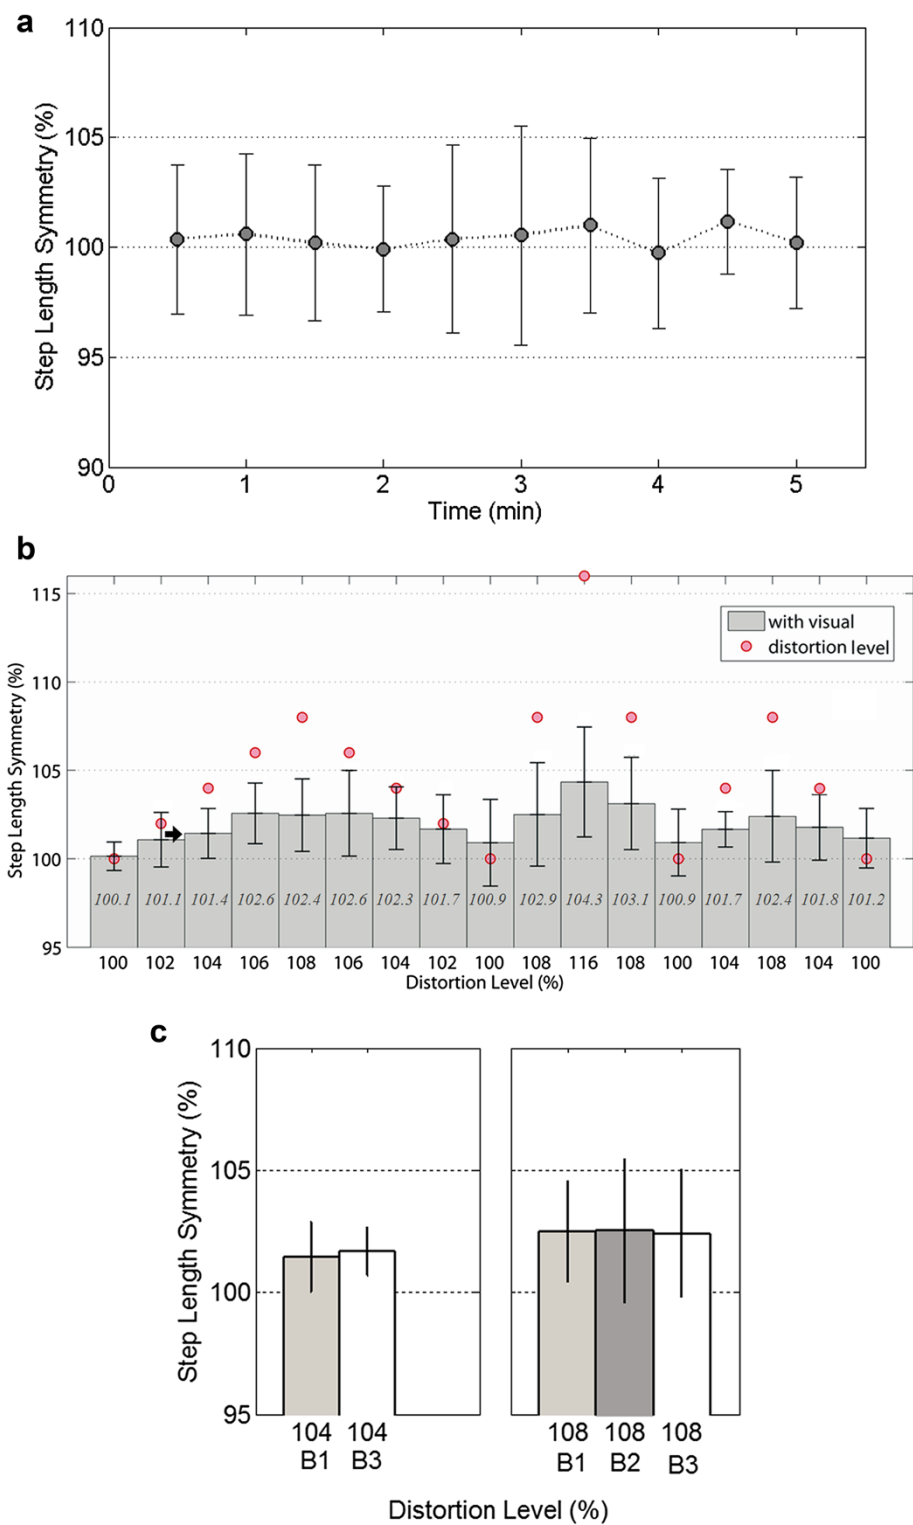 a
Step Length Symmetry (%)
110
105
100
95
90
0 1 2 3 4 5
Time (min)
b
Step Length Symmetry (%)
115
110
105
100
95
with visual
distortion level
100.1 101.1 101.4 102.6 102.4 102.6 102.3 101.7 100.9 102.9 104.3 103.1 100.9 101.7 102.4 101.8 101.2
100 102 104 106 108 106 104 102 100 108 116 108 100 104 108 104 100
Distortion Level (%)
c
Step Length Symmetry (%)
110
105
100
95
104 104 108 108 108
B1 B3 B1 B2 B3
Distortion Level (%)